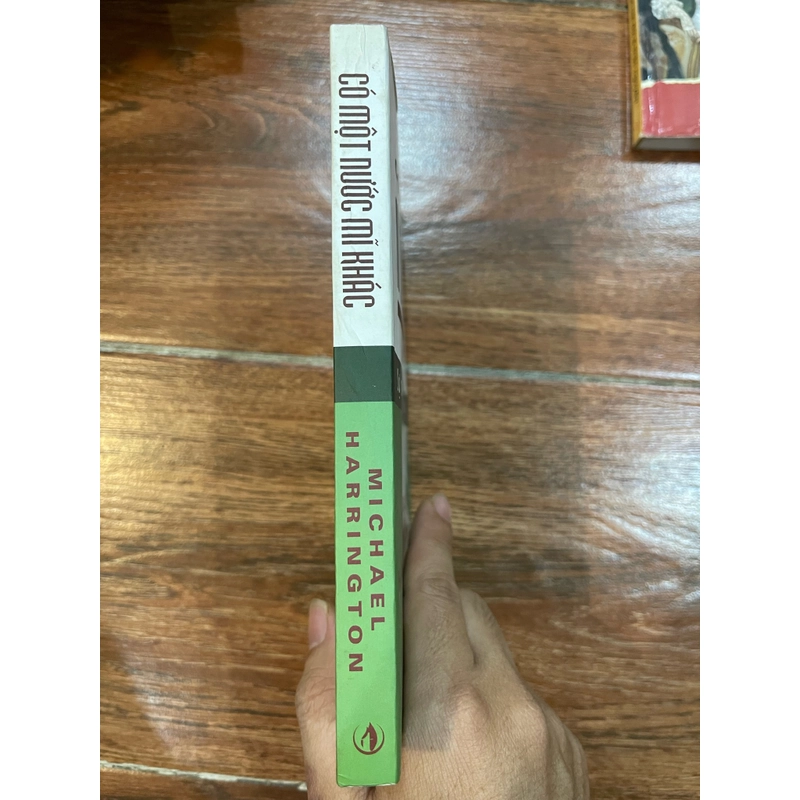 CÓ MỘT NƯỚC MĨ KHÁC
MICHAEL
HARRINGTON